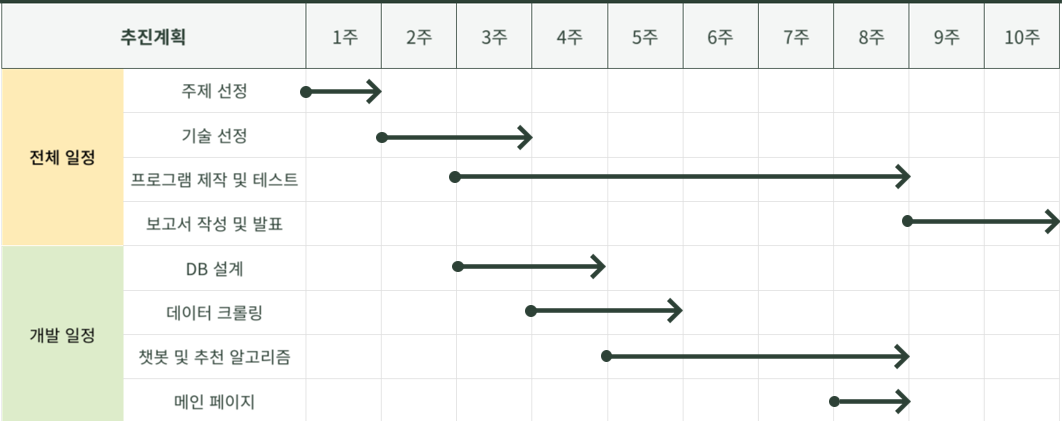 추진계획 1주 2주 3주 4주 5주 6주 7주 8주 9주 10주
전체 일정
주제 선정
기술 선정
프로그램 제작 및 테스트
보고서 작성 및 발표
개발 일정
DB 설계
데이터 크롤링
챗봇 및 추천 알고리즘
메인 페이지